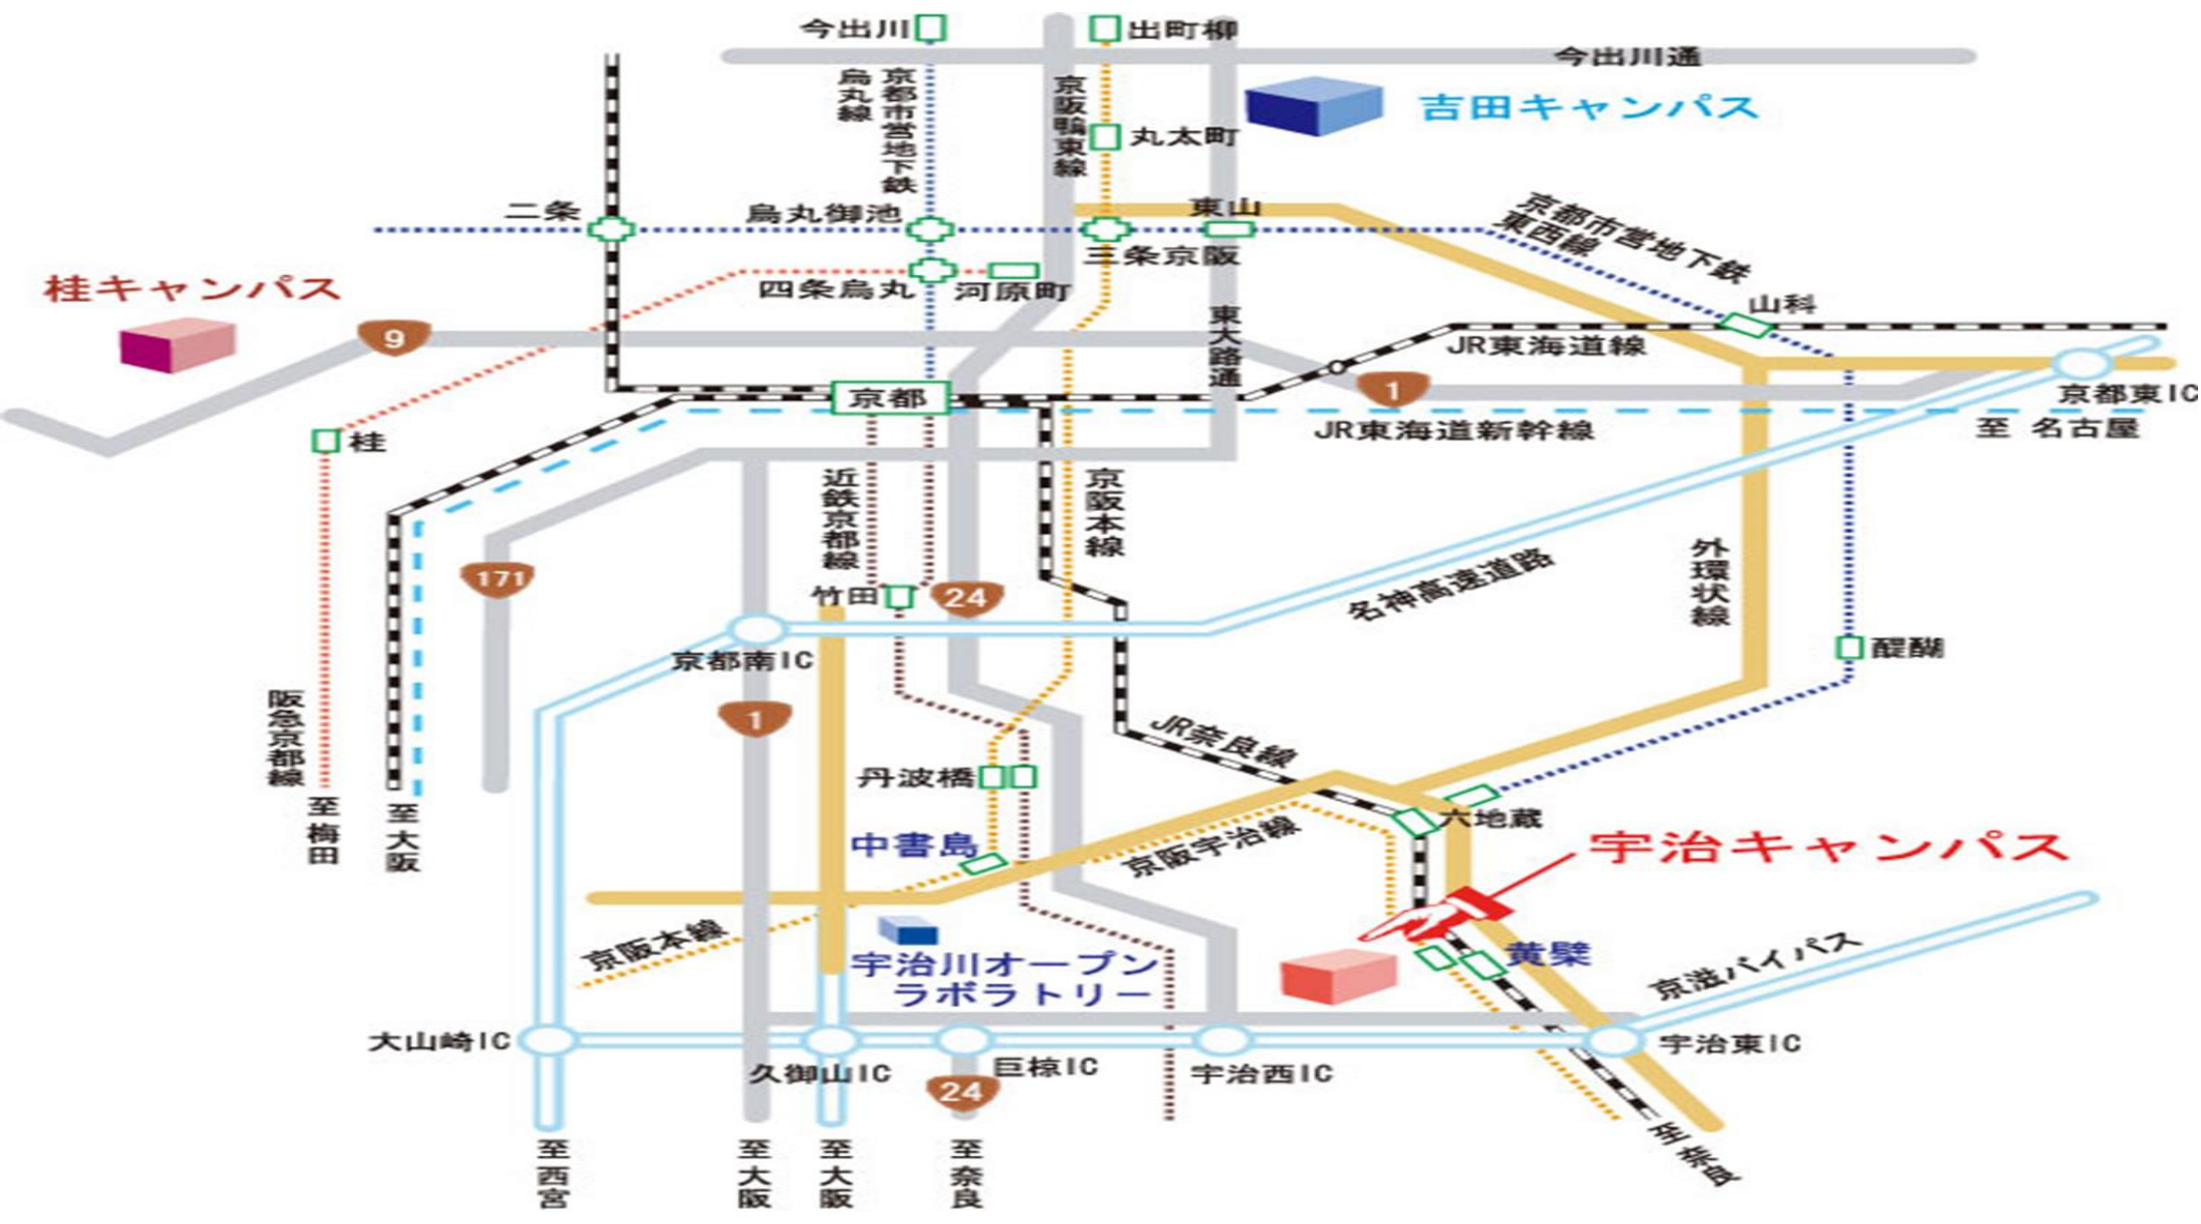 今出川
出町柳
今出川通
京都市営地下鉄
烏丸線
京阪鴨東線
吉田キャンパス
丸太町
二条
烏丸御池
東山
三条京阪
京都市営地下鉄
東西線
桂キャンパス
四条烏丸
河原町
山科
9
東大路通
JR東海道線
京都
1
京都東IC
JR東海道新幹線
至 名古屋
桂
近鉄京都線
京阪本線
171
竹田
24
名神高速道路
外環状線
京都南IC
醍醐
阪急京都線
1
JR奈良線
丹波橋
至梅田
至大阪
中書島
京阪宇治線
六地蔵
宇治キャンパス
京阪本線
宇治川オープン
ラボラトリー
黄檗
京滋バイパス
大山崎IC
久御山IC
巨椋IC
24
宇治西IC
宇治東IC
至西宮
至大阪
至大阪
至奈良
至奈良